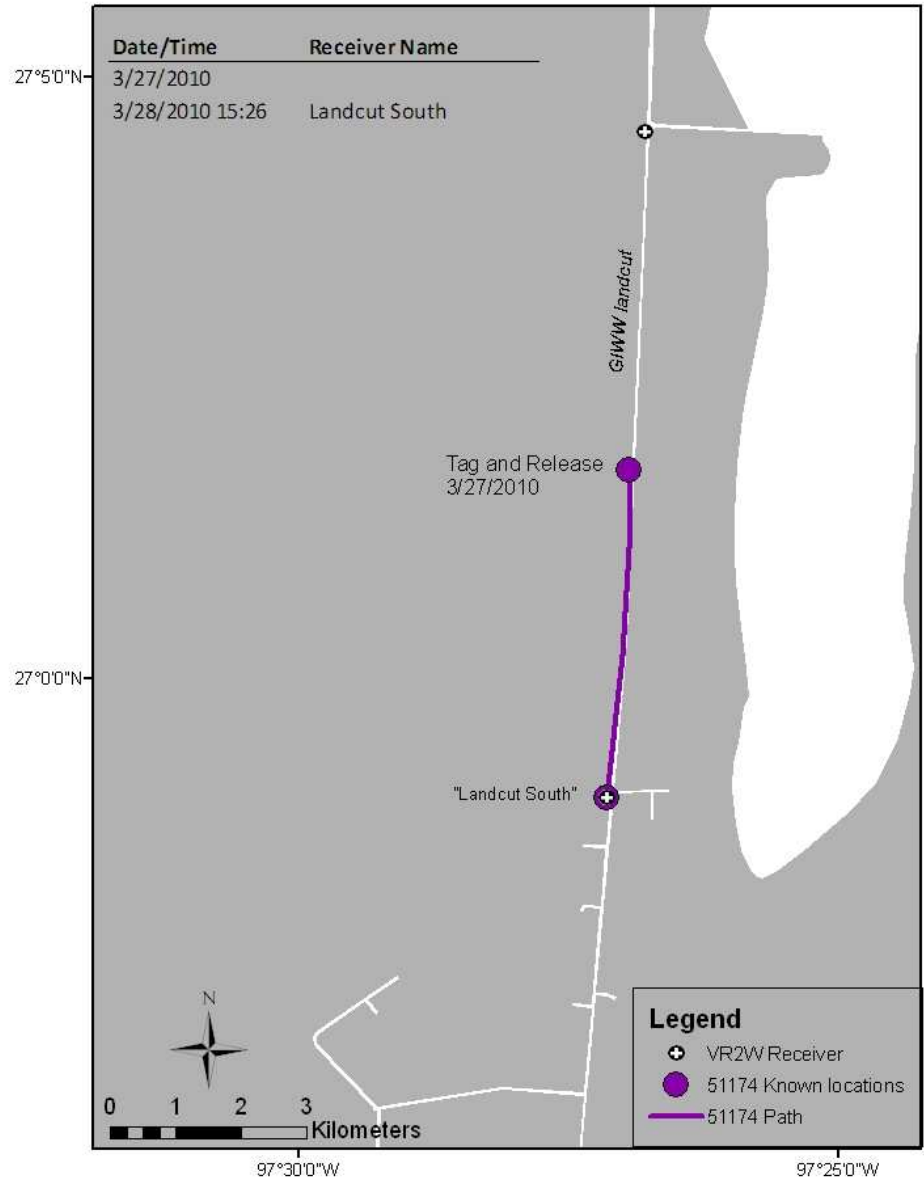 Date/Time Receiver Name
3/27/2010
3/28/2010 15:26 Landcut South
27°5'0"N
GIWW landcut
Tag and Release
3/27/2010
27°0'0"N
"Landcut South"
N
0 1 2 3
Kilometers
Legend
VR2W Receiver
51174 Known locations
51174 Path
97°30'0"W 97°25'0"W